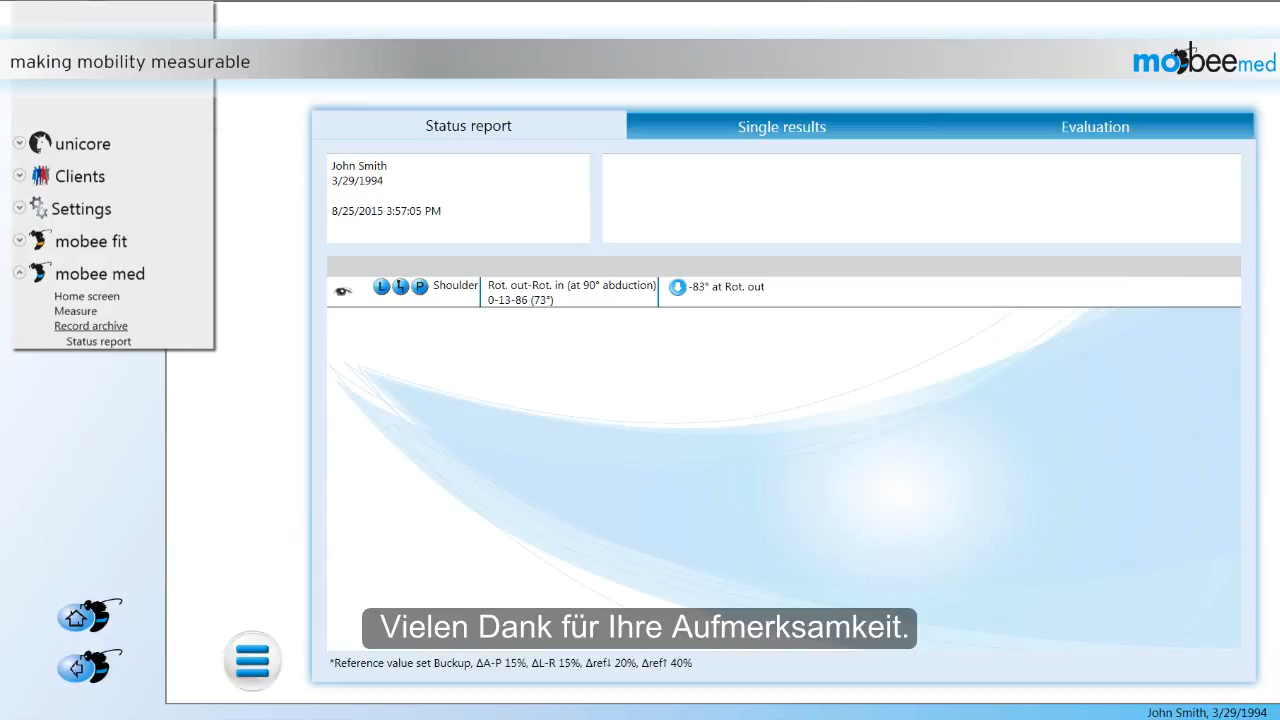 making mobility measurable
mobeemed
unicore
Clients
Settings
mobee fit
mobee med
Home screen
Measure
Record archive
Status report
Status report
Single results
Evaluation
John Smith
3/29/1994
8/25/2015 3:57:05 PM
L P Shoulder
Rot. out-Rot. in (at 90° abduction)
0-13-86 (73°)
-83° at Rot. out
Vielen Dank für Ihre Aufmerksamkeit.
*Reference value set Buckup, ΔA-P 15%, ΔL-R 15%, Δref↓ 20%, Δref↑ 40%
John Smith, 3/29/1994